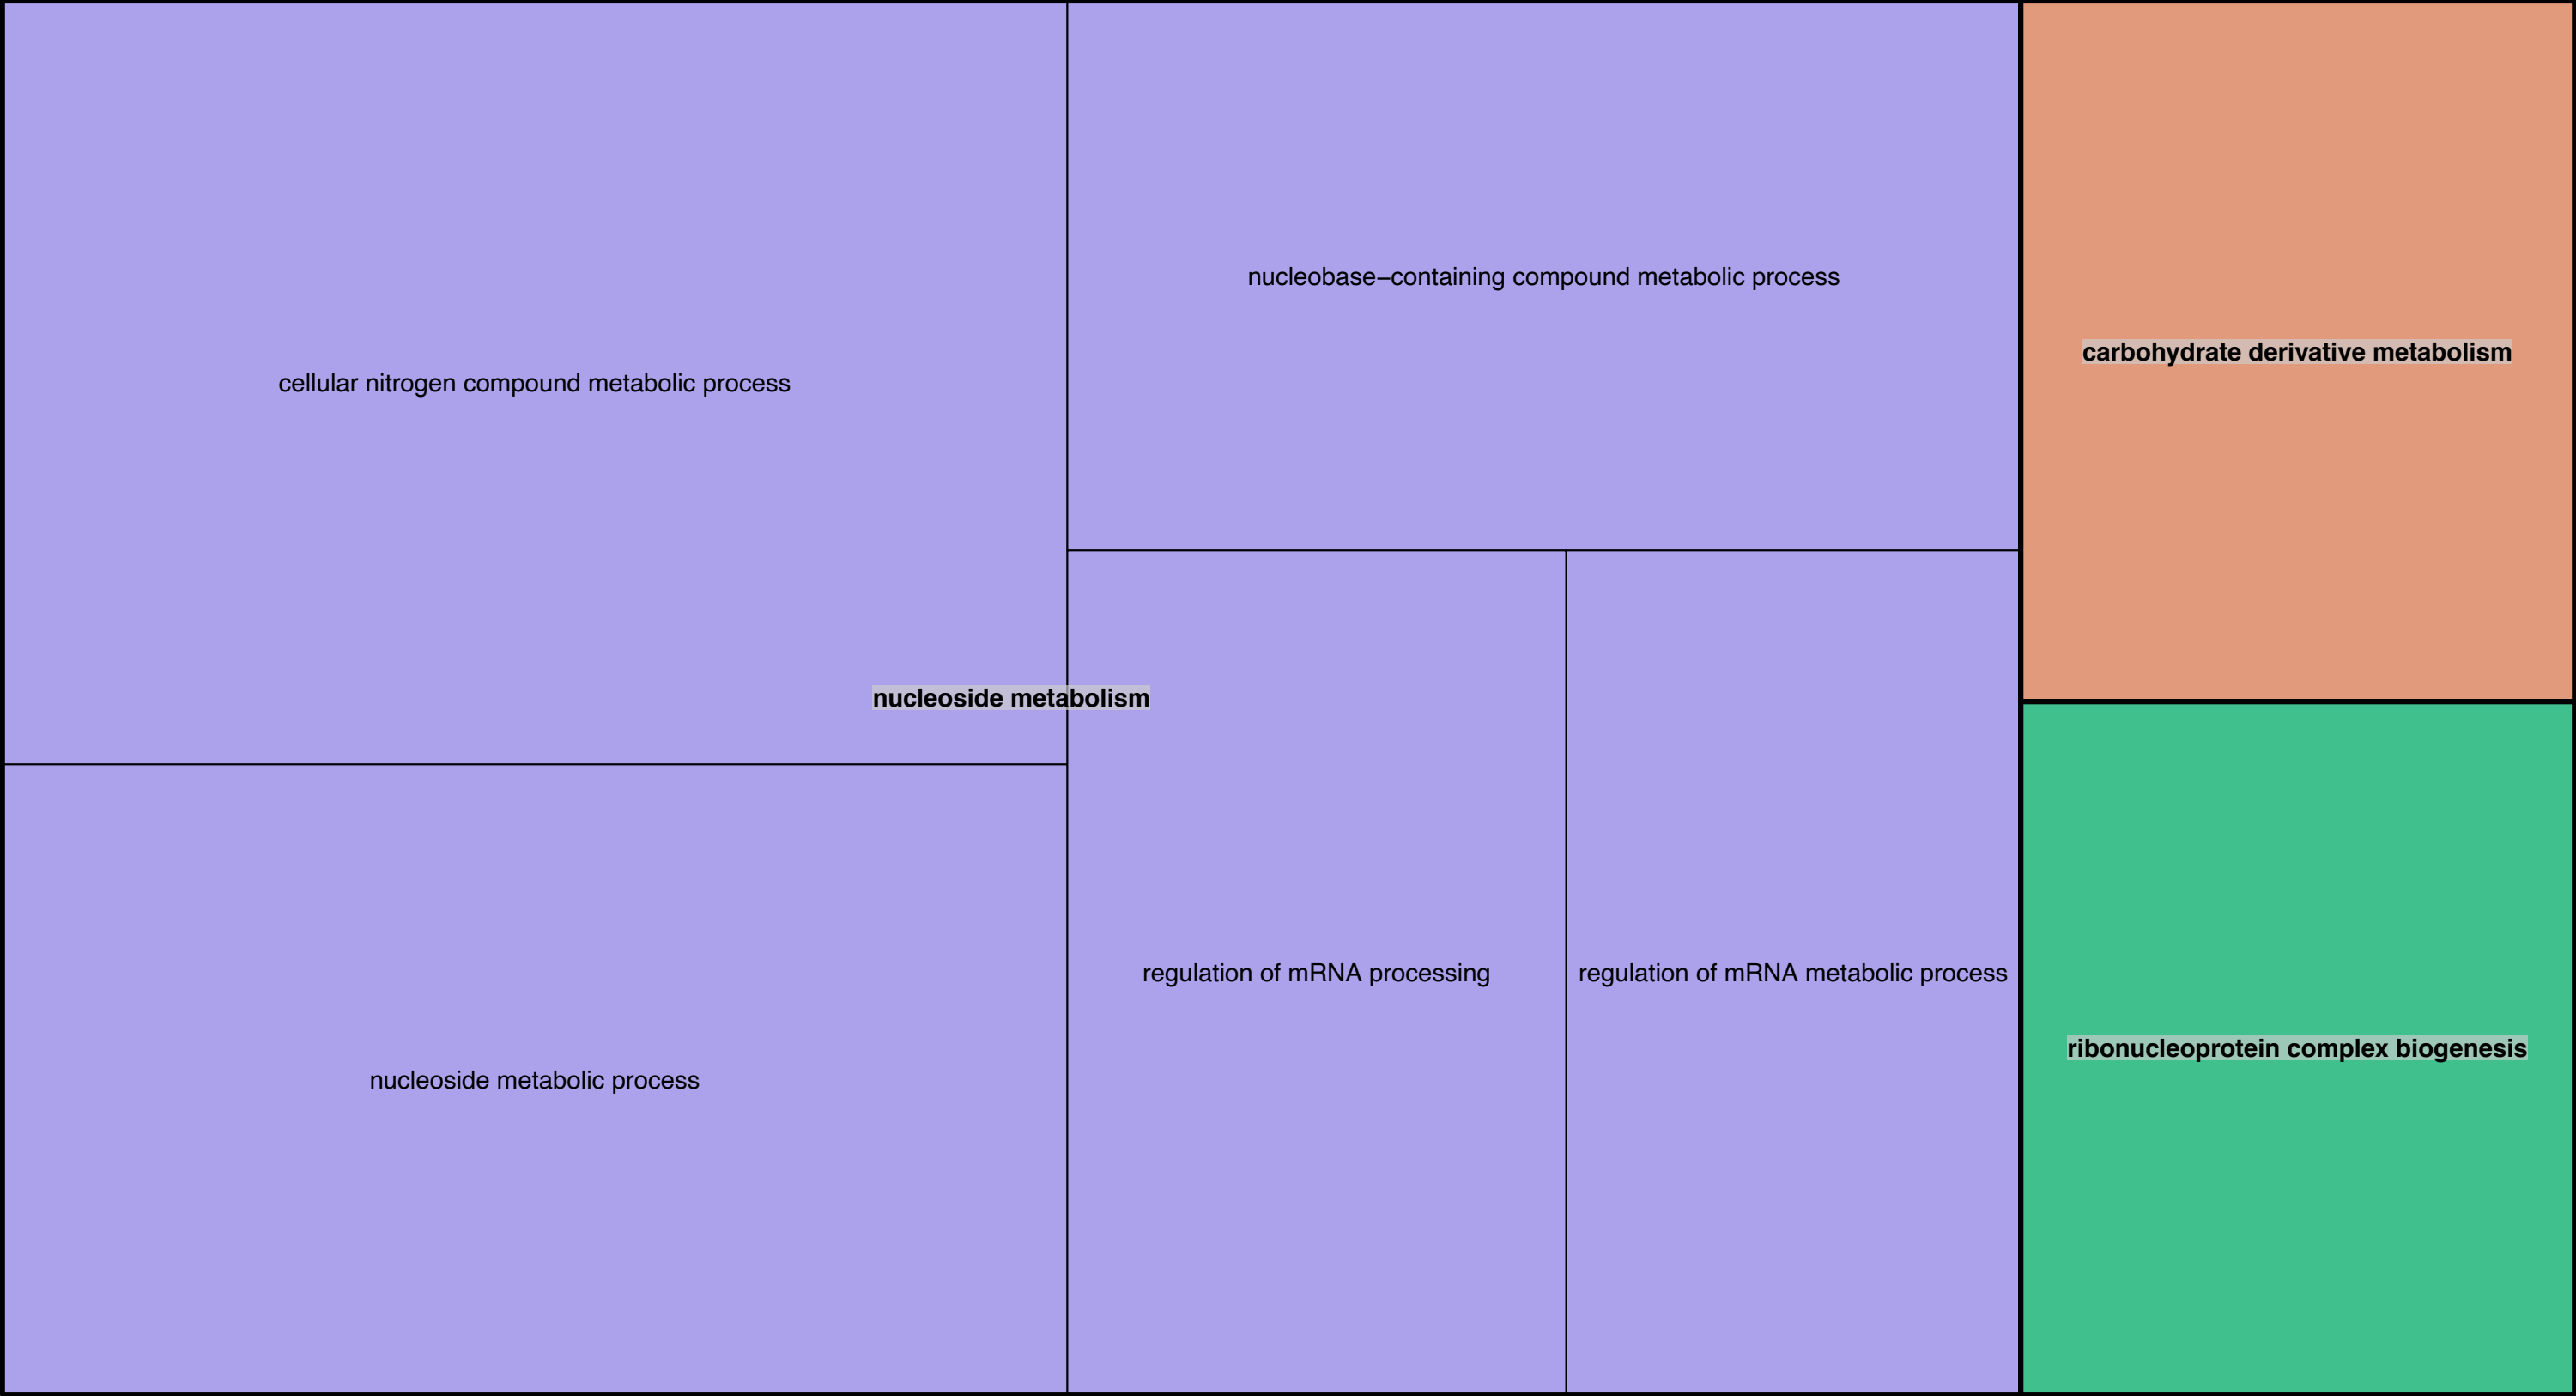 nucleobase−containing compound metabolic process
carbohydrate derivative metabolism
cellular nitrogen compound metabolic process
nucleoside metabolism
regulation of mRNA processing
regulation of mRNA metabolic process
ribonucleoprotein complex biogenesis
nucleoside metabolic process